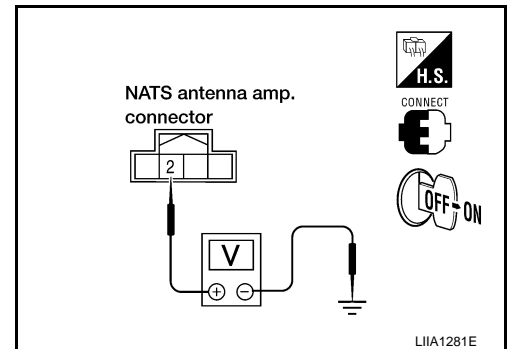 NATS antenna amp.
connector
2
V
+ −
H.S.
CONNECT
OFF ON
LIIA1281E